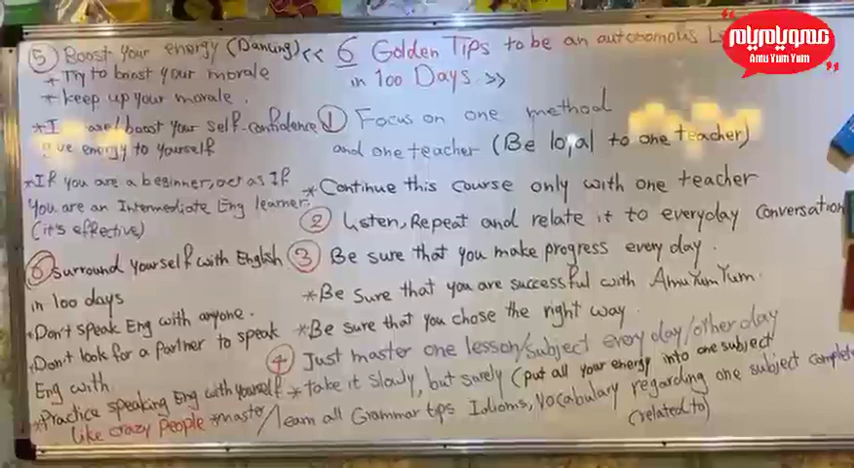 << 6 Golden Tips to be an autonomous
in 100 Days >>
① Focus on one method
and one teacher (Be loyal to one teacher)
* Continue this course only with one teacher
② Listen, Repeat and relate it to everyday conversation
③ Be sure that you make progress every day.
* Be Sure that you are successful with AmuYumYum.
* Be sure that you chose the right way.
④ Just master one lesson/subject every day/other day
* take it slowly, but surely (put all your energy into one subject
* master/learn all Grammar tips Idioms, Vocabulary regarding one subject
(related to)
⑤ Boost your energy (Dancing)
* Try to boost your morale
* keep up your morale.
* I /boost your self-confidence
energy to yourself
* If you are a beginner, act as If
You are an Intermediate Eng learner.
(it's effective)
⑥ Surround yourself with English
in 100 days
* Don't speak Eng with anyone.
* Don't look for a partner to speak
Eng with.
* Practice speaking Eng with yourself
like crazy people
عمو یام یام
Amu Yum Yum